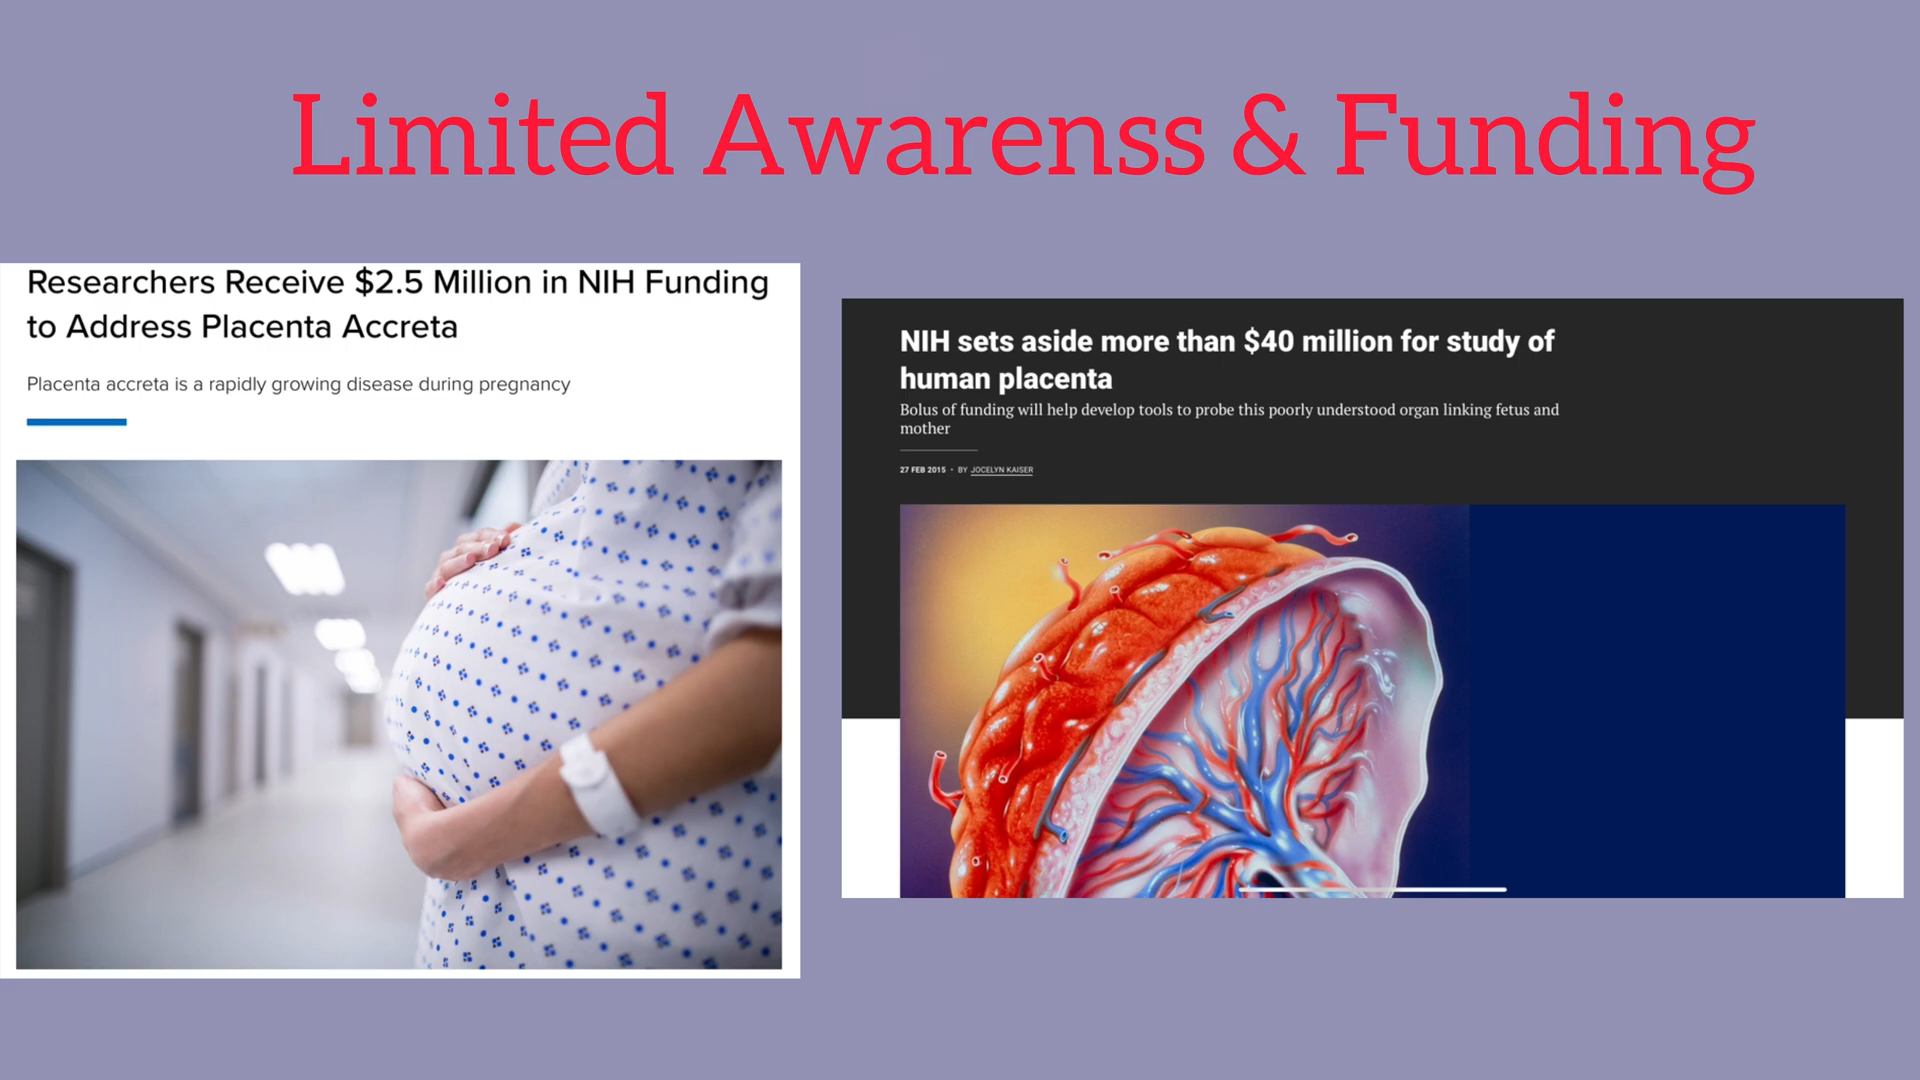 Limited Awarenss & Funding
Researchers Receive $2.5 Million in NIH Funding
to Address Placenta Accreta
Placenta accreta is a rapidly growing disease during pregnancy
NIH sets aside more than $40 million for study of
human placenta
Bolus of funding will help develop tools to probe this poorly understood organ linking fetus and
mother
27 FEB 2015 • BY JOCELYN KAISER